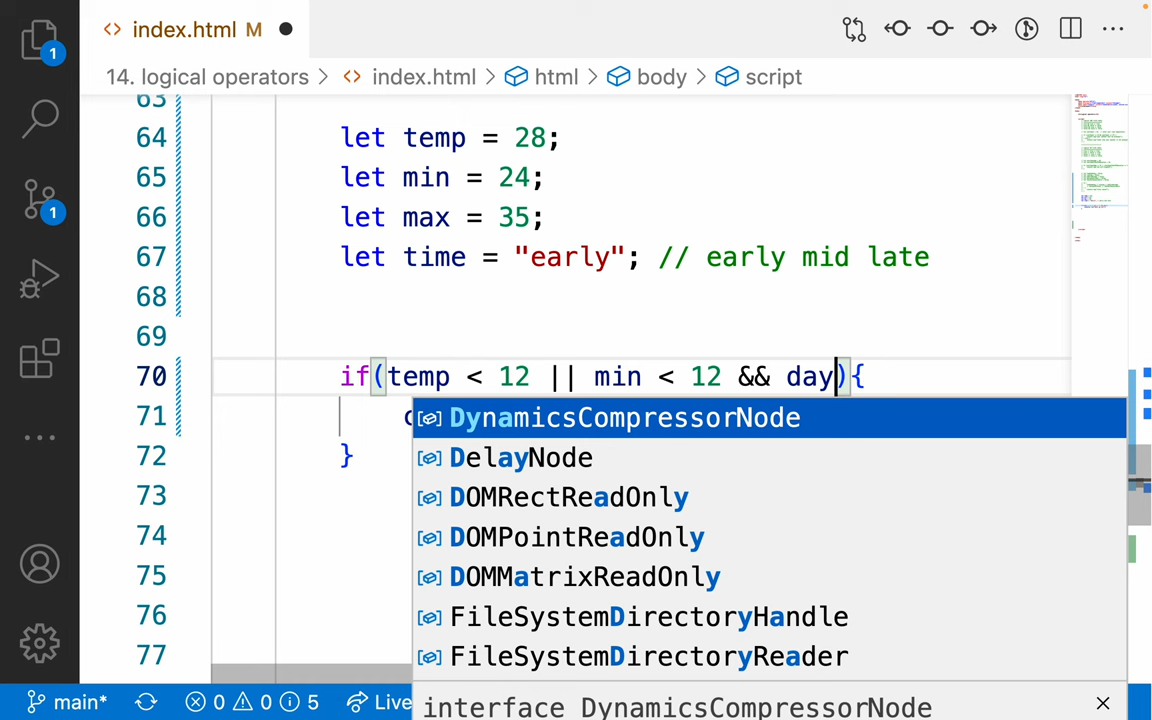 index.html M
14. logical operators > index.html > html > body > script
63
64 let temp = 28;
65 let min = 24;
66 let max = 35;
67 let time = "early"; // early mid late
68
69
70 if(temp < 12 || min < 12 && day){
71
72 }
73
74
75
76
77
DynamicsCompressorNode
DelayNode
DOMRectReadOnly
DOMPointReadOnly
DOMMatrixReadOnly
FileSystemDirectoryHandle
FileSystemDirectoryReader
interface DynamicsCompressorNode
1
1
main* 0 0 5 Live